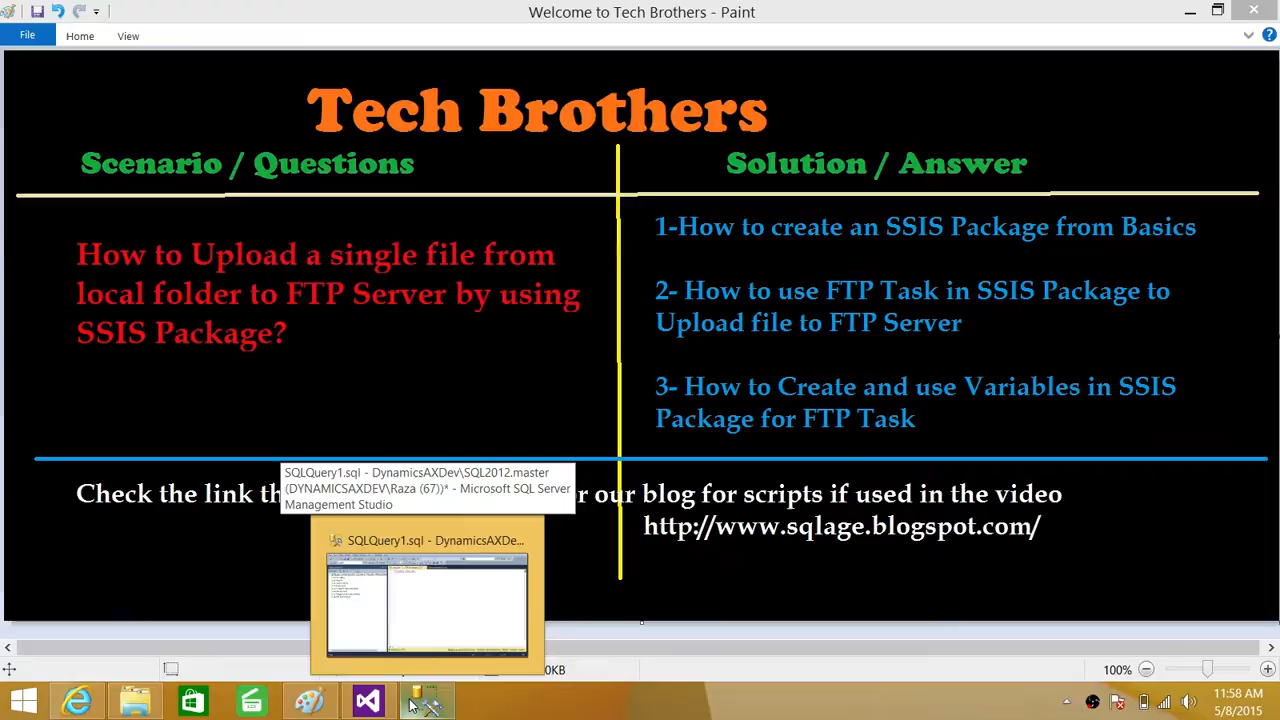 Welcome to Tech Brothers - Paint
File
Home
View
Tech Brothers
Scenario / Questions
Solution / Answer
How to Upload a single file from
local folder to FTP Server by using
SSIS Package?
1-How to create an SSIS Package from Basics
2- How to use FTP Task in SSIS Package to
Upload file to FTP Server
3- How to Create and use Variables in SSIS
Package for FTP Task
Check the link
our blog for scripts if used in the video
http://www.sqlage.blogspot.com/
SQLQuery1.sql - DynamicsAXDev\SQL2012.master
(DYNAMICSAXDEV\Raza (67))* - Microsoft SQL Server
Management Studio
SQLQuery1.sql - DynamicsAXDe...
0KB
100%
11:58 AM
5/8/2015